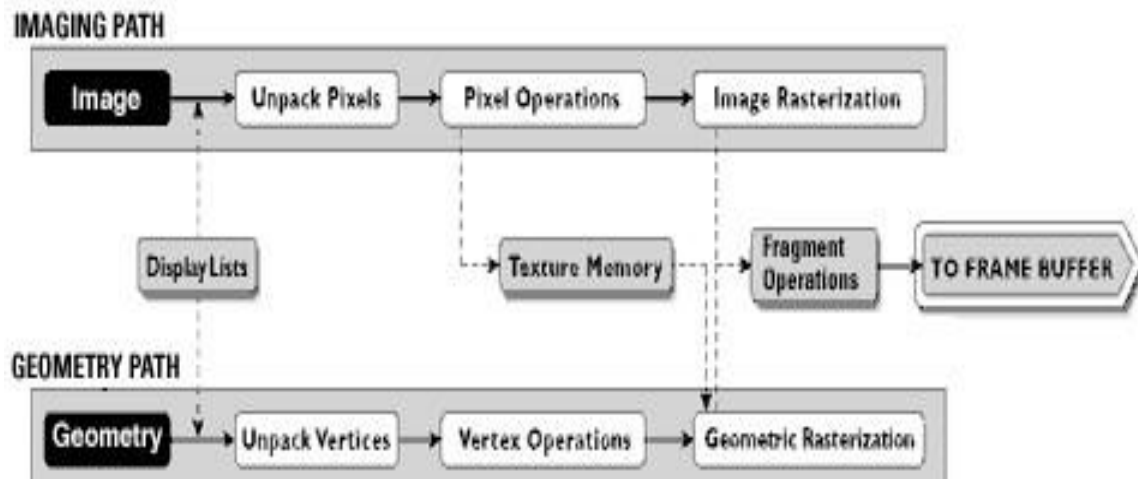 IMAGING PATH
Image
Unpack Pixels
Pixel Operations
Image Rasterization
Display Lists
Texture Memory
Fragment
Operations
TO FRAME BUFFER
GEOMETRY PATH
Geometry
Unpack Vertices
Vertex Operations
Geometric Rasterization